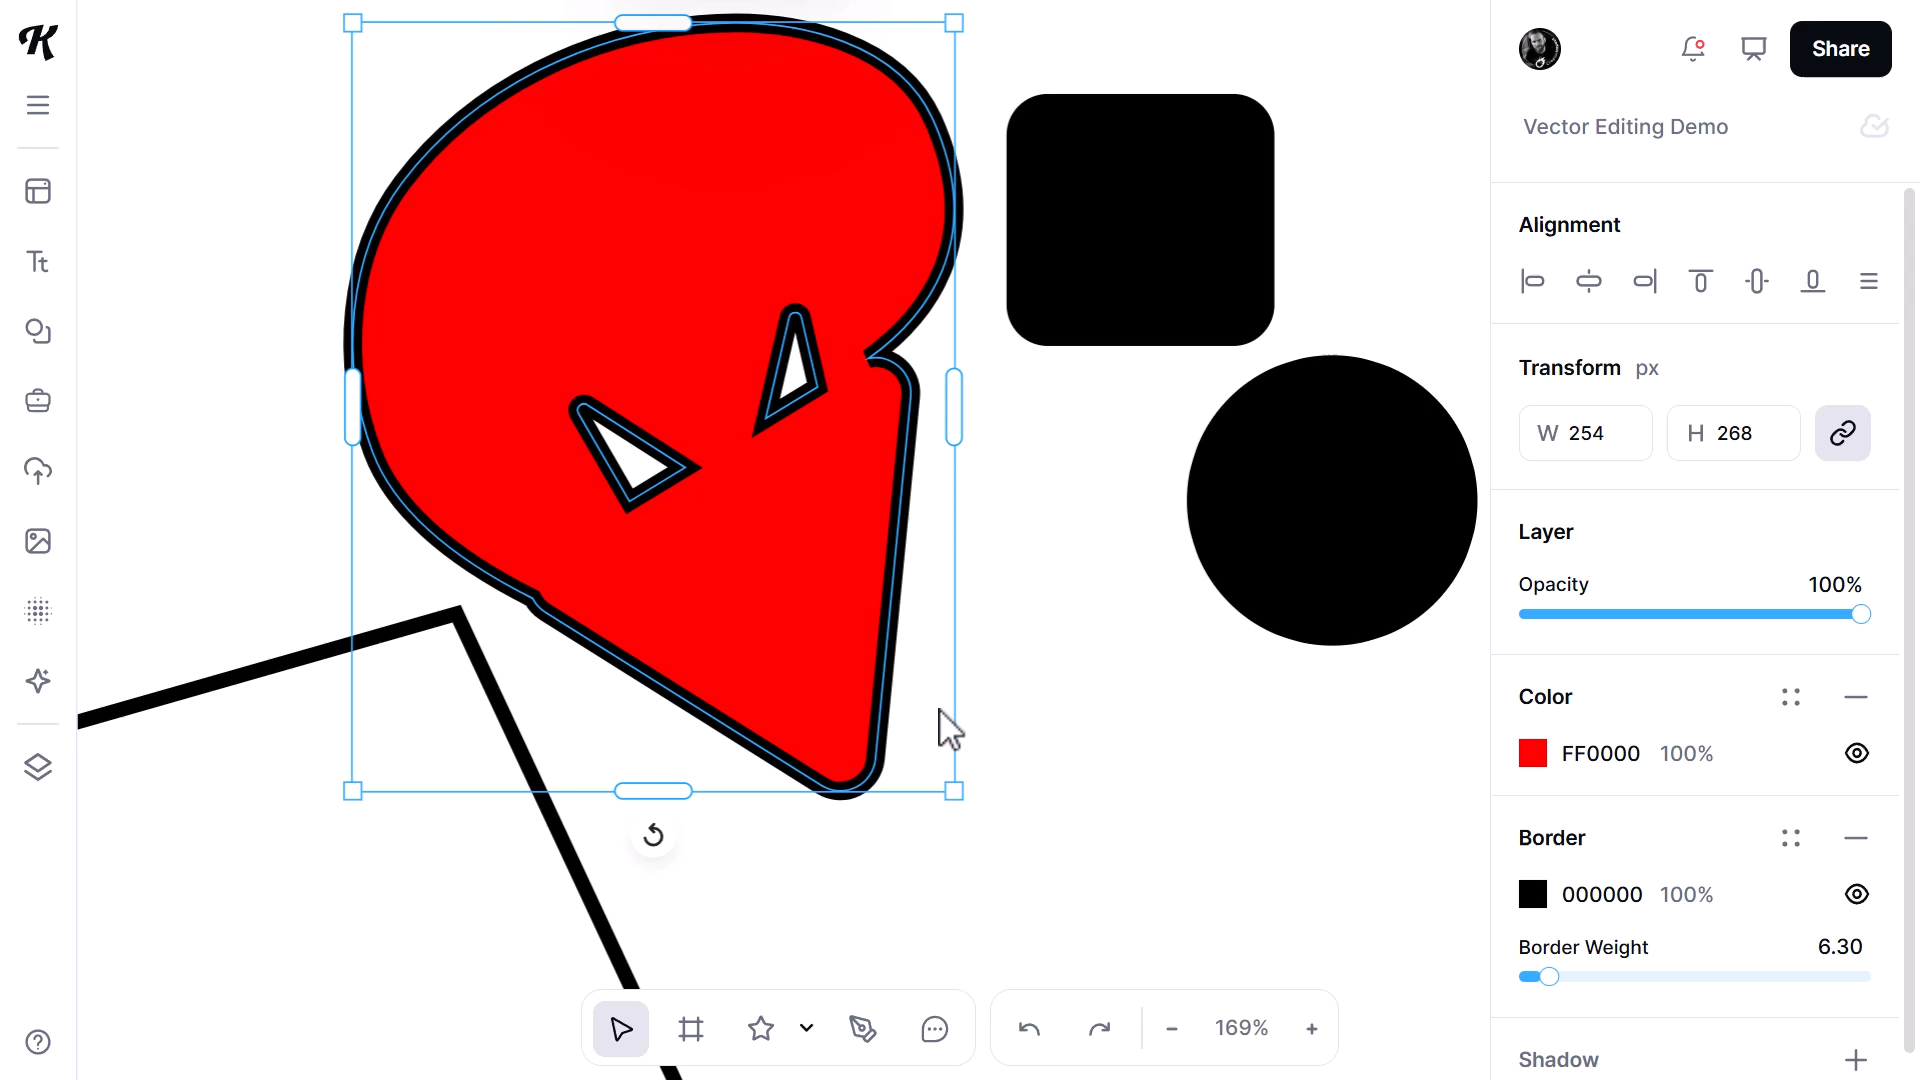 K
Share
Vector Editing Demo
Alignment
Transform px
W 254 H 268
Layer
Opacity 100%
Color
FF0000 100%
Border
000000 100%
Border Weight 6.30
Shadow
Tt
169%